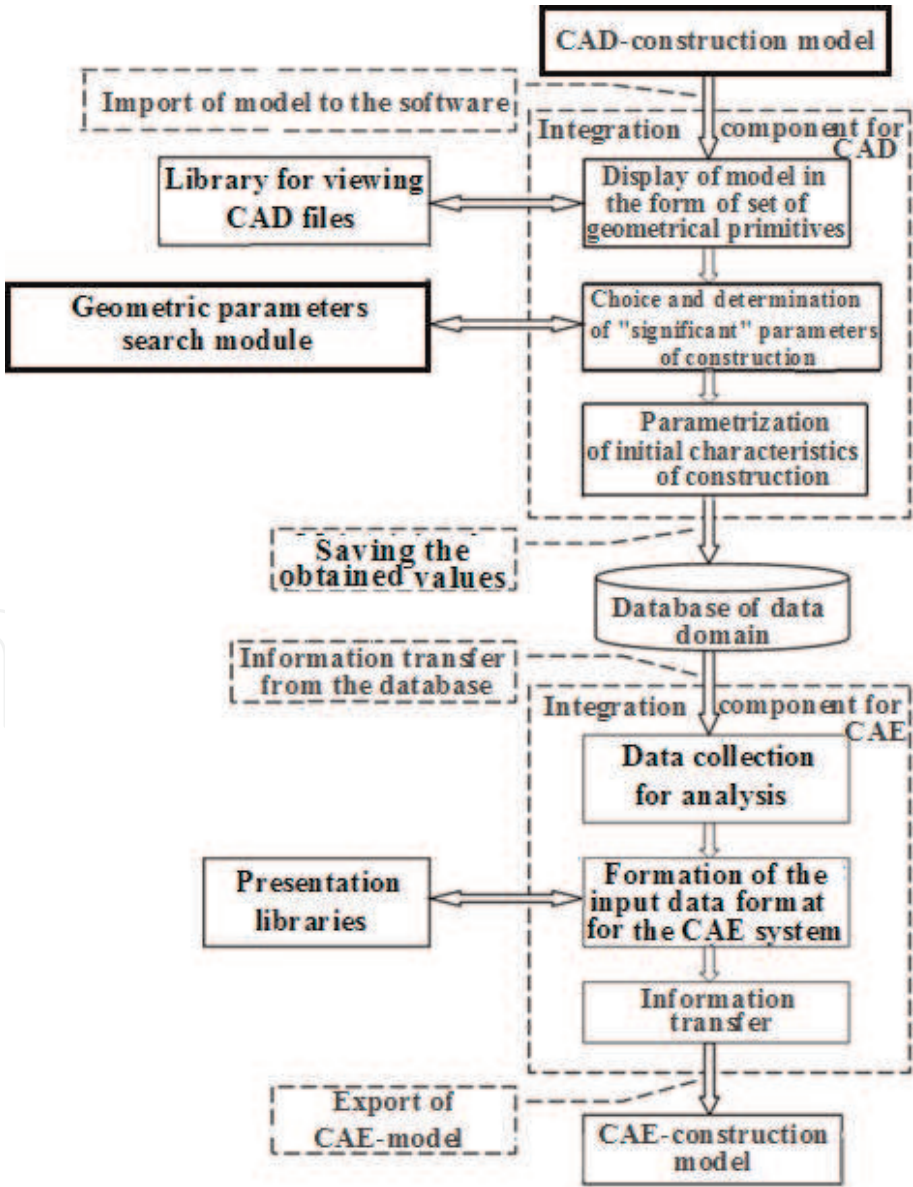 CAD-construction model
Import of model to the software
Integration component for
CAD
Library for viewing
CAD files
Display of model in
the form of set of
geometrical primitives
Geometric parameters
search module
Choice and determination
of "significant" parameters
of construction
Parametrization
of initial characteristics
of construction
Saving the
obtained values
Database of data
domain
Information transfer
from the database
Integration component for
CAE
Data collection
for analysis
Presentation
libraries
Formation of the
input data format
for the CAE system
Information
transfer
Export of
CAE-model
CAE-construction
model